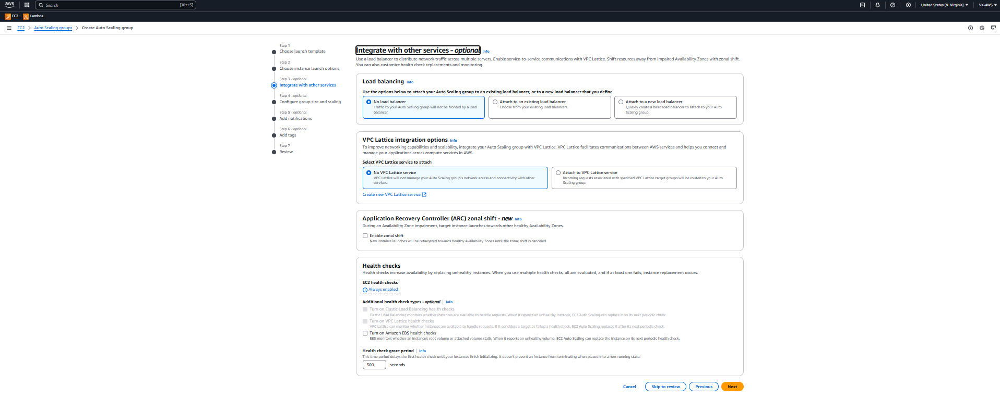 aws
Search
[Alt+S]
United States (N. Virginia)
VK-AWS
EC2
Lambda
EC2 > Auto Scaling groups > Create Auto Scaling group
Step 1
Choose launch template
Step 2
Choose instance launch options
Step 3 - optional
Integrate with other services
Step 4 - optional
Configure group size and scaling
Step 5 - optional
Add notifications
Step 6 - optional
Add tags
Step 7
Review
Integrate with other services - optional Info
Use a load balancer to distribute network traffic across multiple servers. Enable service-to-service communications with VPC Lattice. Shift resources away from impaired Availability Zones with zonal shift.
You can also customize health check replacements and monitoring.
Load balancing Info
Use the options below to attach your Auto Scaling group to an existing load balancer, or to a new load balancer that you define.
No load balancer
Traffic to your Auto Scaling group will not be fronted by a load
balancer.
Attach to an existing load balancer
Choose from your existing load balancers.
Attach to a new load balancer
Quickly create a basic load balancer to attach to your Auto
Scaling group.
VPC Lattice integration options Info
To improve networking capabilities and scalability, integrate your Auto Scaling group with VPC Lattice. VPC Lattice facilitates communications between AWS services and helps you connect and
manage your applications across compute services in AWS.
Select VPC Lattice service to attach
No VPC Lattice service
VPC Lattice will not manage your Auto Scaling group's network access and connectivity with other
services.
Attach to VPC Lattice service
Incoming requests associated with specified VPC Lattice target groups will be routed to your Auto
Scaling group.
Create new VPC Lattice service
Application Recovery Controller (ARC) zonal shift - new Info
During an Availability Zone impairment, target instance launches towards other healthy Availability Zones.
Enable zonal shift
New instance launches will be retargeted towards healthy Availability Zones until the zonal shift is canceled.
Health checks
Health checks increase availability by replacing unhealthy instances. When you use multiple health checks, all are evaluated, and if at least one fails, instance replacement occurs.
EC2 health checks
Always enabled
Additional health check types - optional Info
Turn on Elastic Load Balancing health checks
Elastic Load Balancing monitors whether instances are available to handle requests. When it reports an unhealthy instance, EC2 Auto Scaling can replace it on its next periodic check.
Turn on VPC Lattice health checks
VPC Lattice can monitor whether instances are available to handle requests. If it considers a target as failed a health check, EC2 Auto Scaling replaces it after its next periodic check.
Turn on Amazon EBS health checks
EBS monitors whether an instance's root volume or attached volume stalls. When it reports an unhealthy volume, EC2 Auto Scaling can replace the instance on its next periodic health check.
Health check grace period Info
This time period delays the first health check until your instances finish initializing. It doesn't prevent an instance from terminating when placed into a non-running state.
300 seconds
Cancel
Skip to review
Previous
Next